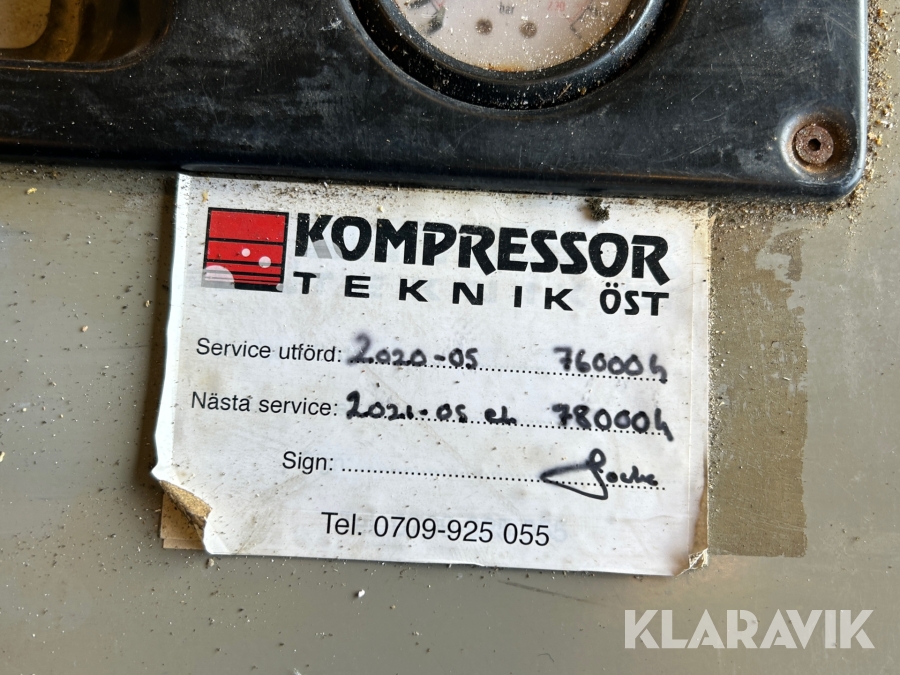 bar
KOMPRESSOR
TEKNIK ÖST
Service utförd: 2020-05 76000h
Nästa service: 2021-05 el 78000h
Sign:
Tel. 0709-925 055
KLARAVIK